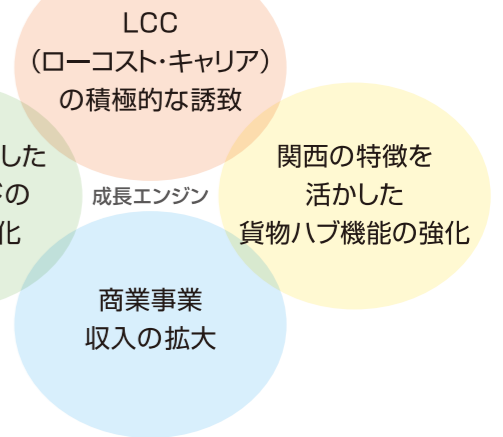 LCC
（ローコスト・キャリア）
の積極的な誘致
した
の
化
成長エンジン
関西の特徴を
活かした
貨物ハブ機能の強化
商業事業
収入の拡大